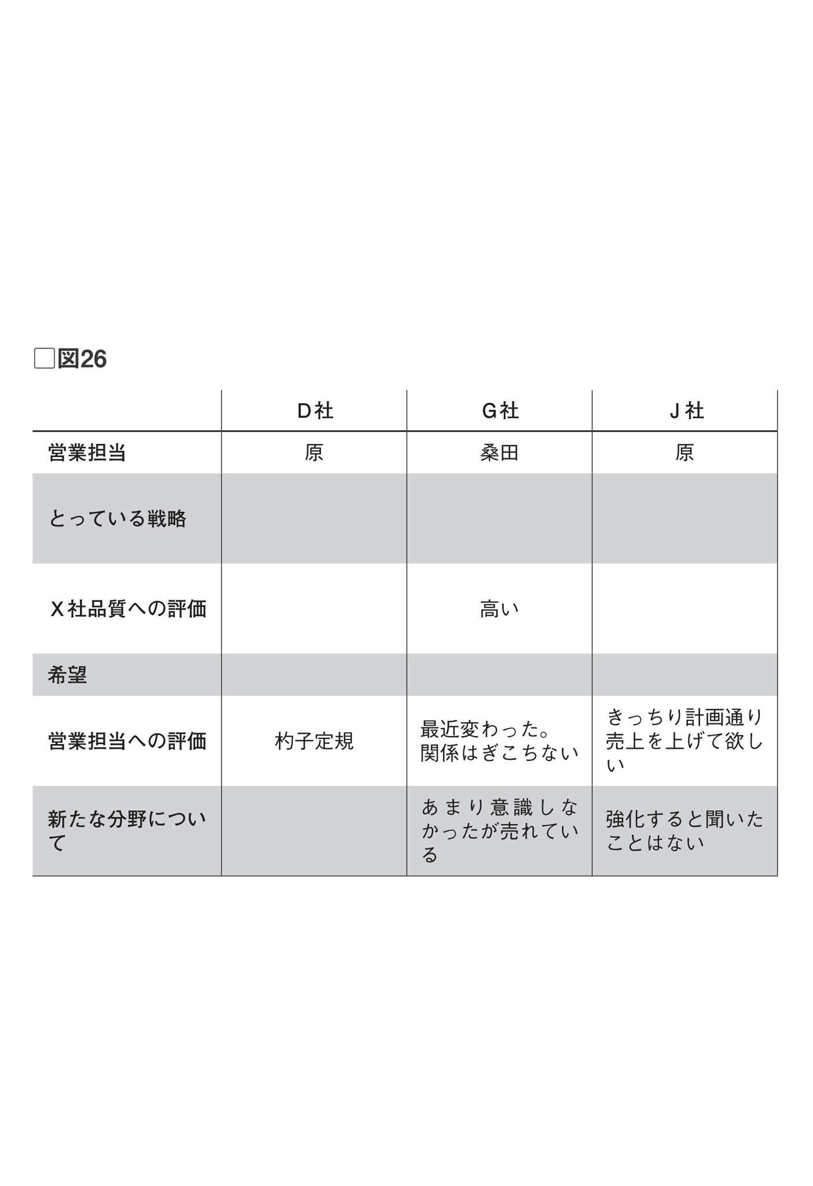 □図26
D社 G社 J社
営業担当 原 桑田 原
とっている戦略
X社品質への評価 高い
希望
営業担当への評価 杓子定規
最近変わった。
関係はぎこちない
きっちり計画通り
売上を上げて欲し
い
新たな分野につい
て
あまり意識しな
かったが売れてい
る
強化すると聞いた
ことはない